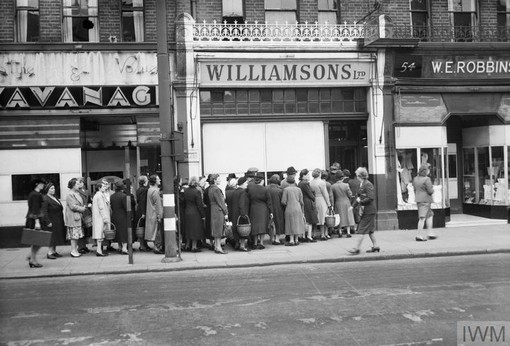 AVANAG
WILLIAMSONS LTD
54 W.E. ROBBINS
IWM